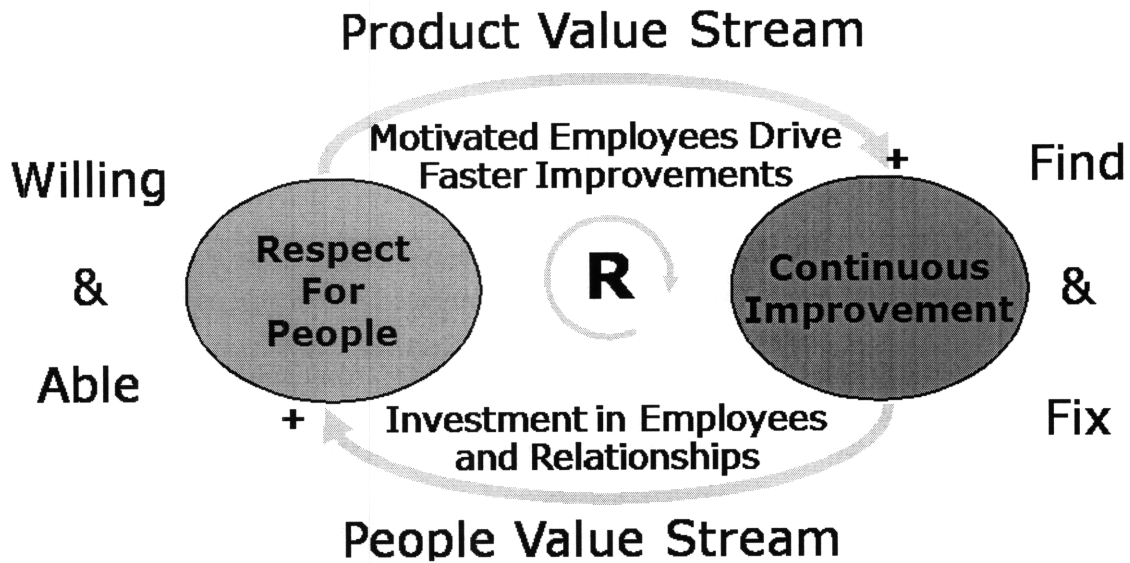 Product Value Stream
Motivated Employees Drive
Faster Improvements
+
Willing
&
Able
Respect
For
People
R
Continuous
Improvement
Find
&
Fix
+
Investment in Employees
and Relationships
People Value Stream